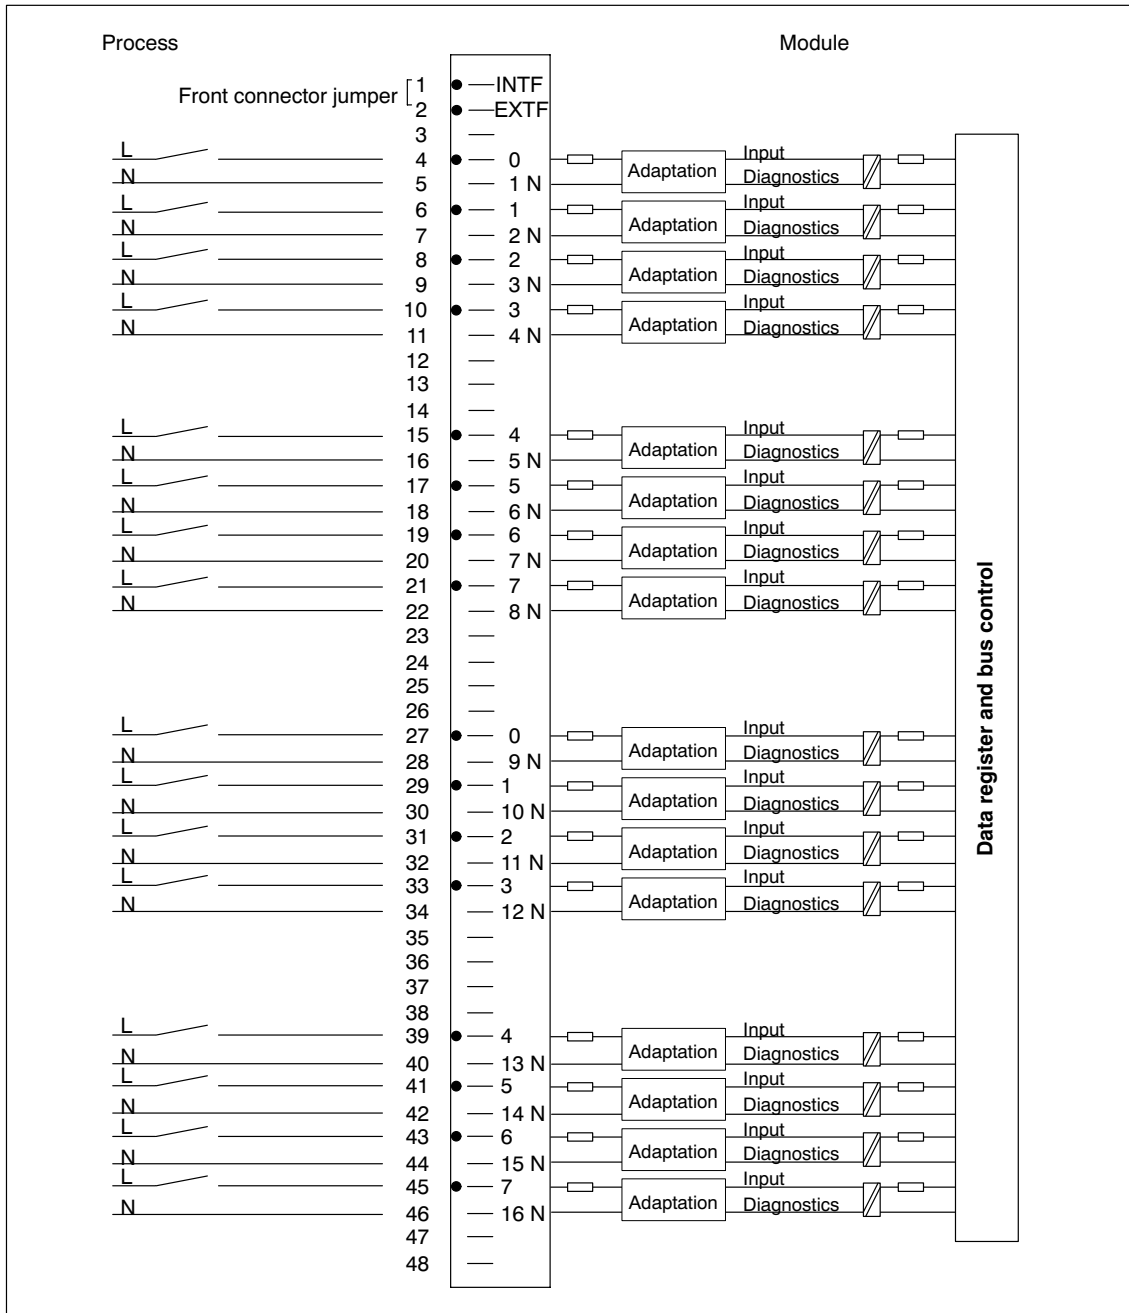 Process Module
Front connector jumper 1 INTF
2 EXTF
3
L 4 0 Adaptation Input
N 5 1 N Diagnostics
L 6 1 Adaptation Input
N 7 2 N Diagnostics
L 8 2 Adaptation Input
N 9 3 N Diagnostics
L 10 3 Adaptation Input
N 11 4 N Diagnostics
12
13
14
L 15 4 Adaptation Input
N 16 5 N Diagnostics
L 17 5 Adaptation Input
N 18 6 N Diagnostics
L 19 6 Adaptation Input
N 20 7 N Diagnostics
L 21 7 Adaptation Input
N 22 8 N Diagnostics
23
24
25
26
L 27 0 Adaptation Input
N 28 9 N Diagnostics
L 29 1 Adaptation Input
N 30 10 N Diagnostics
L 31 2 Adaptation Input
N 32 11 N Diagnostics
L 33 3 Adaptation Input
N 34 12 N Diagnostics
35
36
37
38
L 39 4 Adaptation Input
N 40 13 N Diagnostics
L 41 5 Adaptation Input
N 42 14 N Diagnostics
L 43 6 Adaptation Input
N 44 15 N Diagnostics
L 45 7 Adaptation Input
N 46 16 N Diagnostics
47
48
Data register and bus control